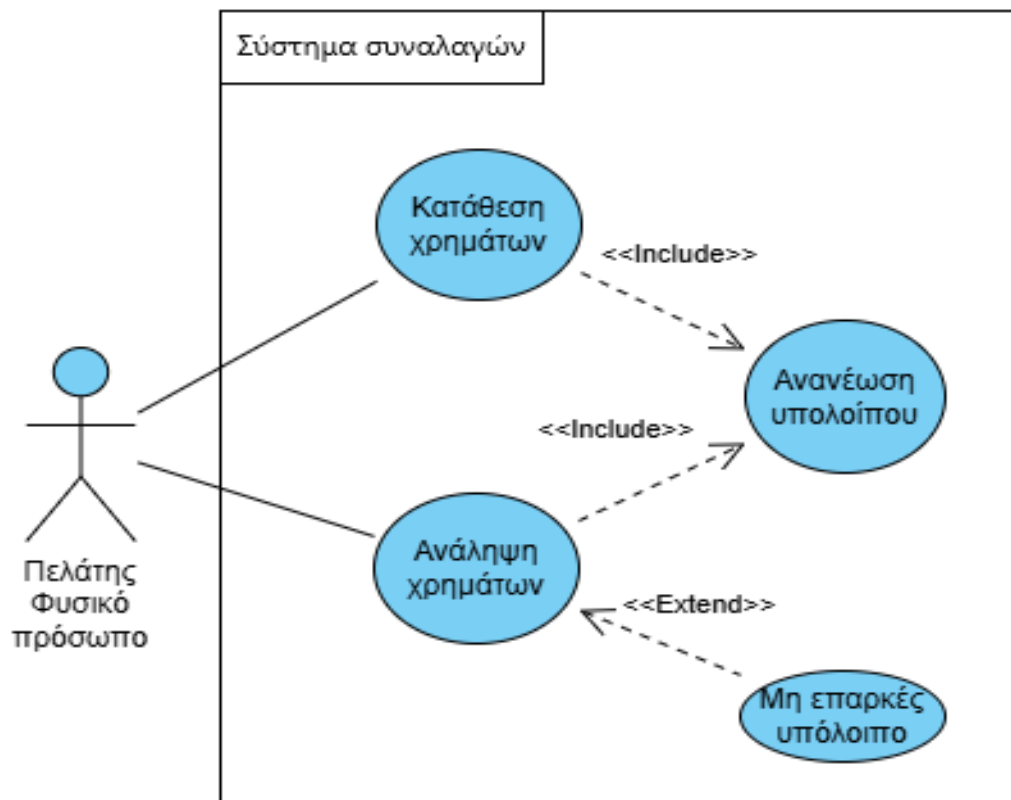 Σύστημα συναλαγών
Κατάθεση
χρημάτων
<<Include>>
Ανανέωση
υπολοίπου
<<Include>>
Ανάληψη
χρημάτων
<<Extend>>
Μη επαρκές
υπόλοιπο
Πελάτης
Φυσικό
πρόσωπο